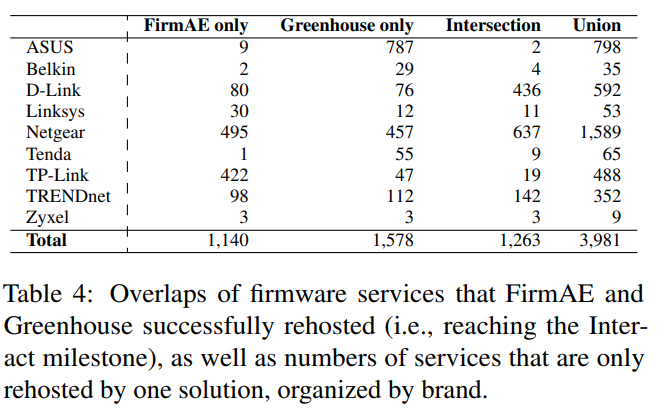 FirmAE only Greenhouse only Intersection Union
ASUS 9 787 2 798
Belkin 2 29 4 35
D-Link 80 76 436 592
Linksys 30 12 11 53
Netgear 495 457 637 1,589
Tenda 1 55 9 65
TP-Link 422 47 19 488
TRENDnet 98 112 142 352
Zyxel 3 3 3 9
Total 1,140 1,578 1,263 3,981
Table 4: Overlaps of firmware services that FirmAE and
Greenhouse successfully rehosted (i.e., reaching the Inter-
act milestone), as well as numbers of services that are only
rehosted by one solution, organized by brand.